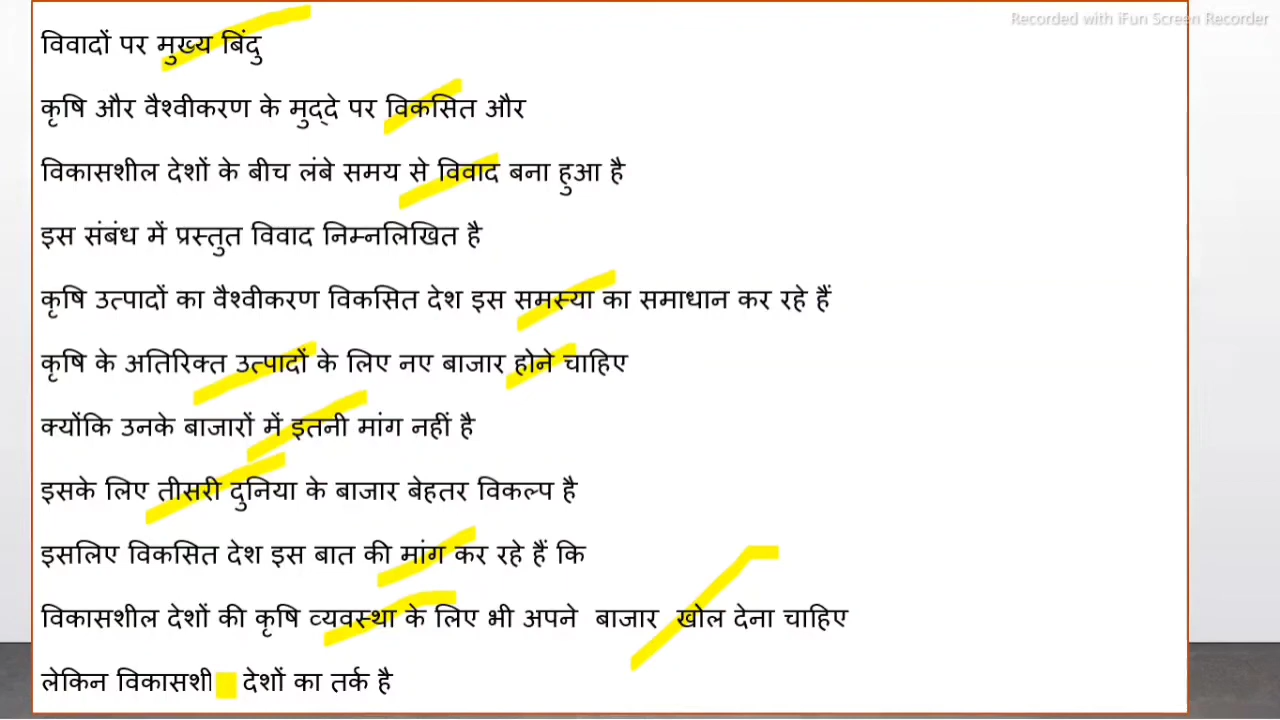 Recorded with iFun Screen Recorder
विवादों पर मुख्य बिंदु
कृषि और वैश्वीकरण के मुद्दे पर विकसित और
विकासशील देशों के बीच लंबे समय से विवाद बना हुआ है
इस संबंध में प्रस्तुत विवाद निम्नलिखित है
कृषि उत्पादों का वैश्वीकरण विकसित देश इस समस्या का समाधान कर रहे हैं
कृषि के अतिरिक्त उत्पादों के लिए नए बाजार होने चाहिए
क्योंकि उनके बाजारों में इतनी मांग नहीं है
इसके लिए तीसरी दुनिया के बाजार बेहतर विकल्प है
इसलिए विकसित देश इस बात की मांग कर रहे हैं कि
विकासशील देशों की कृषि व्यवस्था के लिए भी अपने बाजार खोल देना चाहिए
लेकिन देशों का तर्क है